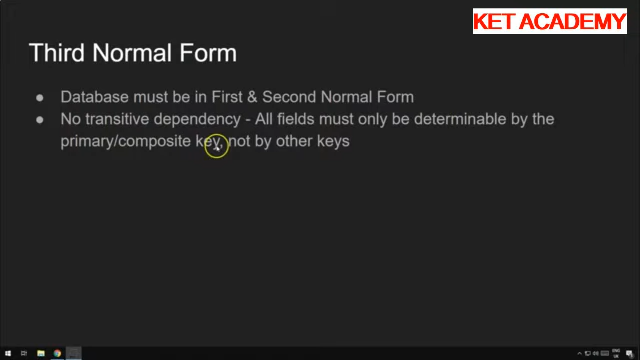 KET ACADEMY
Third Normal Form
● Database must be in First & Second Normal Form
● No transitive dependency - All fields must only be determinable by the
primary/composite key, not by other keys